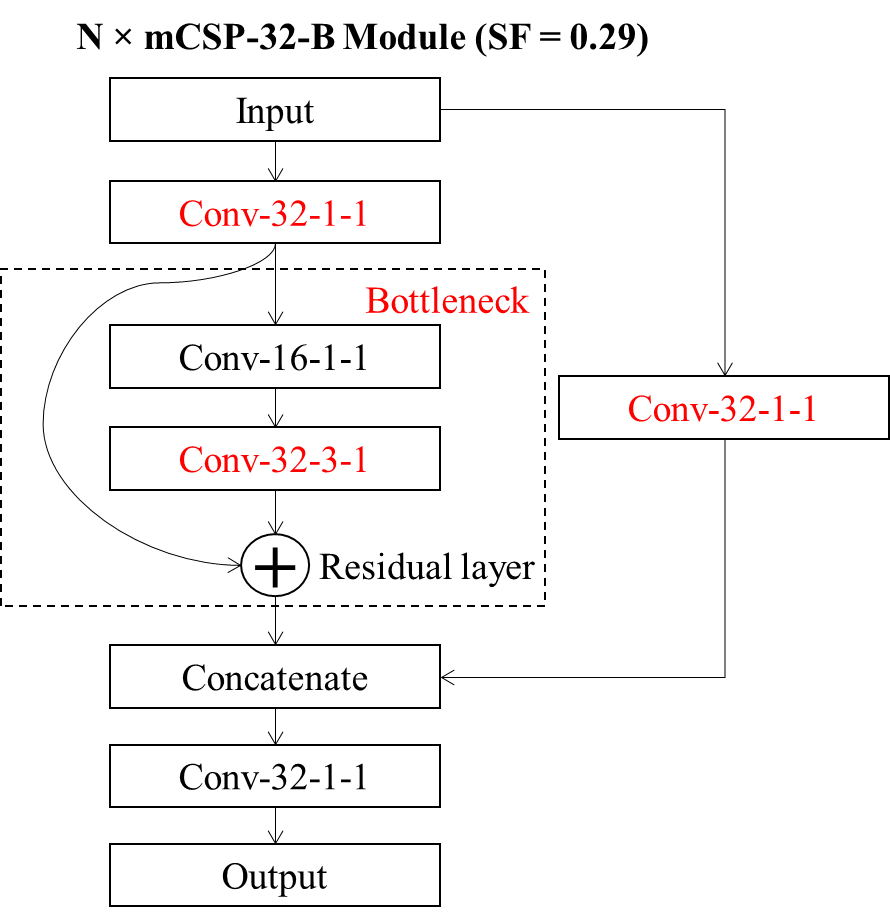 N × mCSP-32-B Module (SF = 0.29)
Input
Conv-32-1-1
Bottleneck
Conv-16-1-1
Conv-32-1-1
Conv-32-3-1
Residual layer
Concatenate
Conv-32-1-1
Output